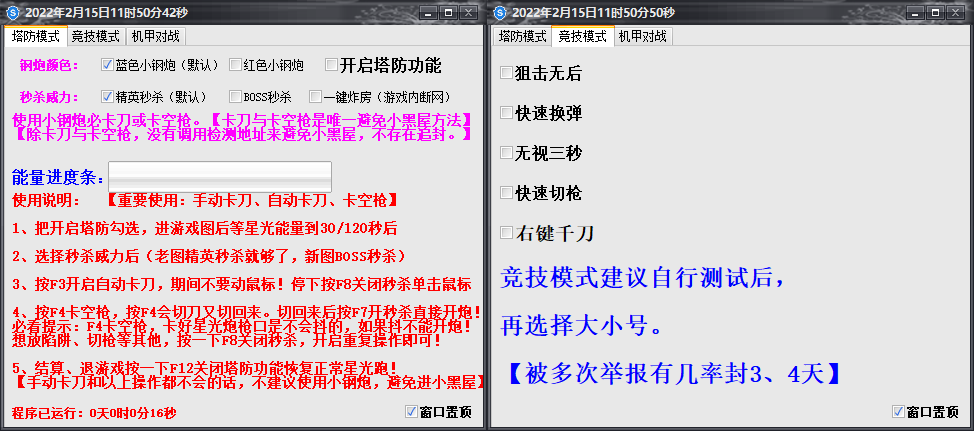 2022年2月15日11时50分42秒
塔防模式 竞技模式 机甲对战
钢炮颜色： 蓝色小钢炮（默认） 红色小钢炮 开启塔防功能
秒杀威力： 精英秒杀（默认） BOSS秒杀 一键炸房（游戏内断网）
使用小钢炮必卡刀或卡空枪。【卡刀与卡空枪是唯一避免小黑屋方法】
【除卡刀与空枪，没有调用检测地址来避免小黑屋，不存在追封。】
能量进度条：
使用说明： 【重要使用：手动卡刀、自动卡刀、卡空枪】
1、把开启塔防勾选，进游戏图后等星光能量到30/120秒后
2、选择秒杀威力后（老图精英秒杀就够了，新图BOSS秒杀）
3、按F3开启自动卡刀，期间不要动鼠标！停下按F8关闭秒杀单击鼠标
4、按F4卡空枪，按F4会切刀又切回来。切回来后按F7开秒杀直接开炮！
必看提示：F4卡空枪，卡好星光炮枪口是不会抖的，如果抖不能开炮！
想放陷阱、切枪等其他，按一下F8关闭秒杀，开启重复操作即可！
5、结算、退游戏按一下F12关闭塔防功能恢复正常星光跑！
【手动卡刀和以上操作都不会的话，不建议使用小钢炮，避免进小黑屋】
程序已运行：0天0时0分16秒 窗口置顶
2022年2月15日11时50分50秒
塔防模式 竞技模式 机甲对战
狙击无后
快速换弹
无视三秒
快速切枪
右键千刀
竞技模式建议自行测试后，
再选择大小号。
【被多次举报有几率封3、4天】
窗口置顶